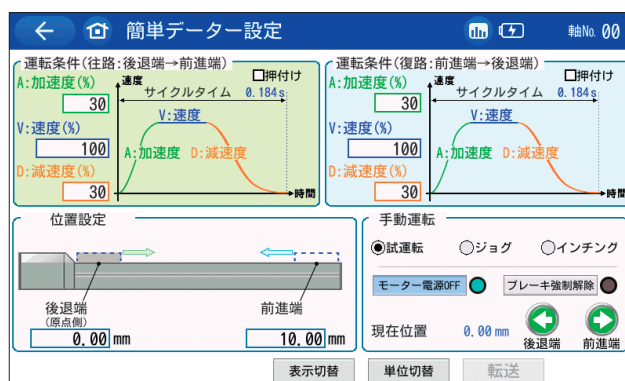 簡単データー設定
軸No. 00
運転条件(往路:後退端→前進端)
A:加速度(%)
30
V:速度(%)
100
D:減速度(%)
30
速度
押付け
サイクルタイム 0.184s
V:速度
A:加速度 D:減速度
時間
運転条件(復路:前進端→後退端)
A:加速度(%)
30
V:速度(%)
100
D:減速度(%)
30
速度
押付け
サイクルタイム 0.184s
V:速度
A:加速度 D:減速度
時間
位置設定
後退端
(原点側)
0.00 mm
前進端
10.00 mm
手動運転
試運転 ジョグ インチング
モーター電源OFF ブレーキ強制解除
現在位置 0.00 mm
後退端 前進端
表示切替 単位切替 転送